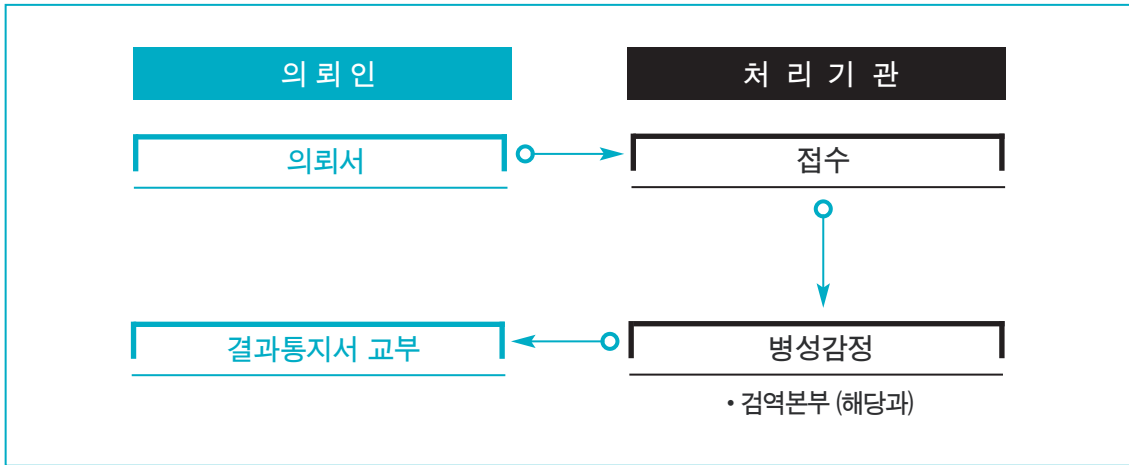 의뢰인
처리기관
의뢰서
접수
결과통지서 교부
병성감정
• 검역본부 (해당과)